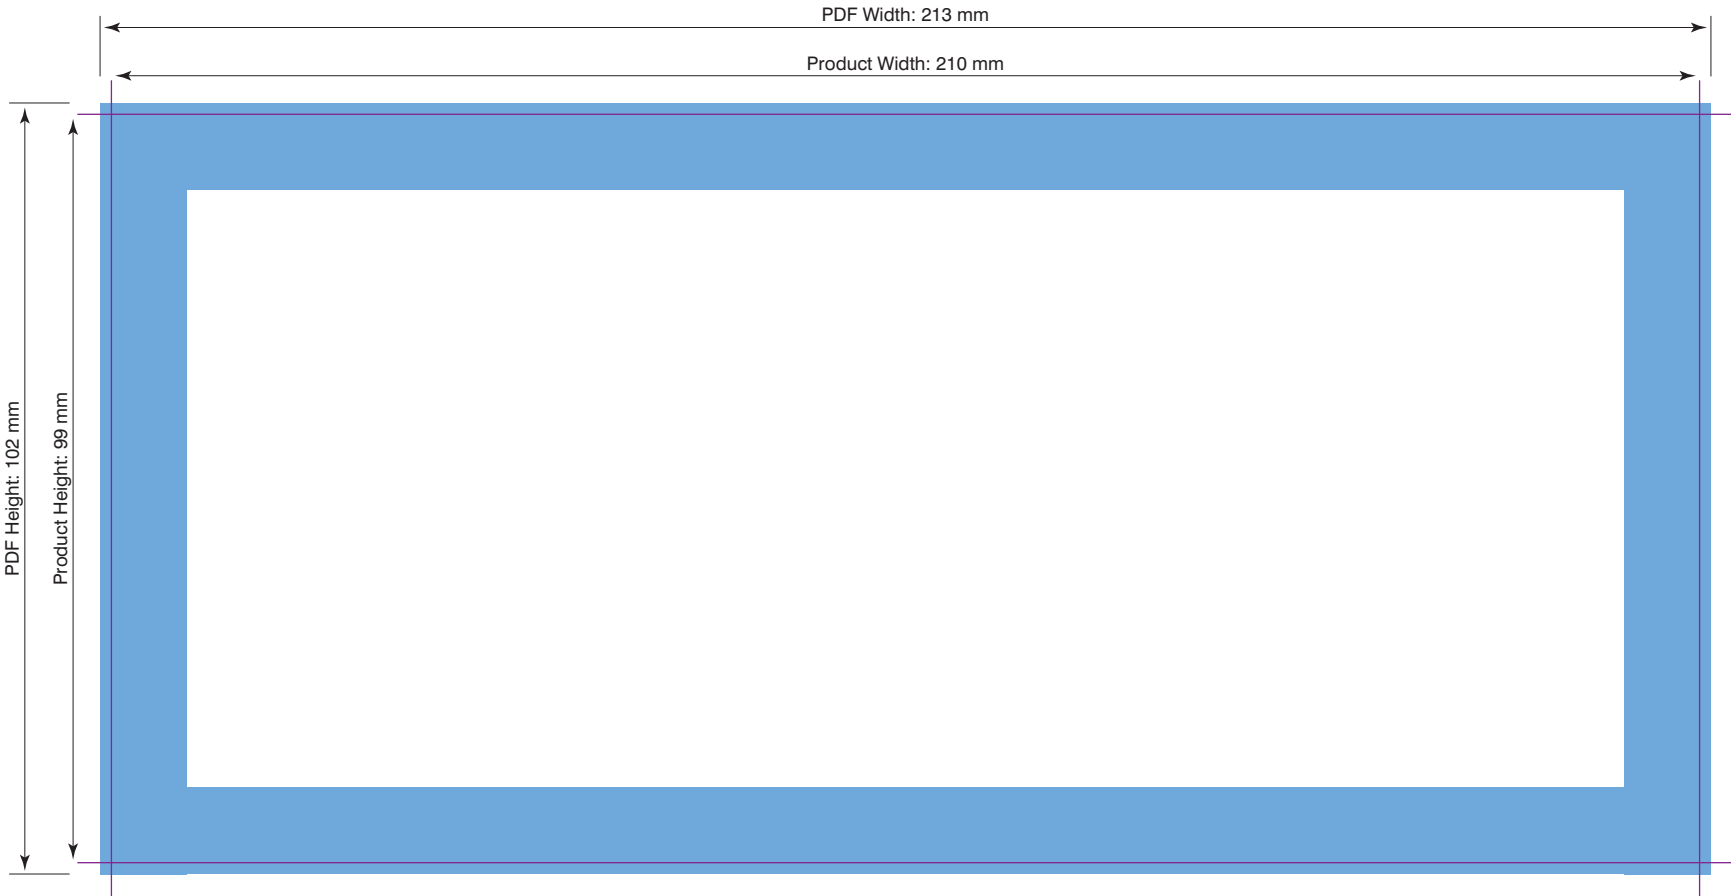 PDF Width: 213 mm
Product Width: 210 mm
PDF Height: 102 mm
Product Height: 99 mm